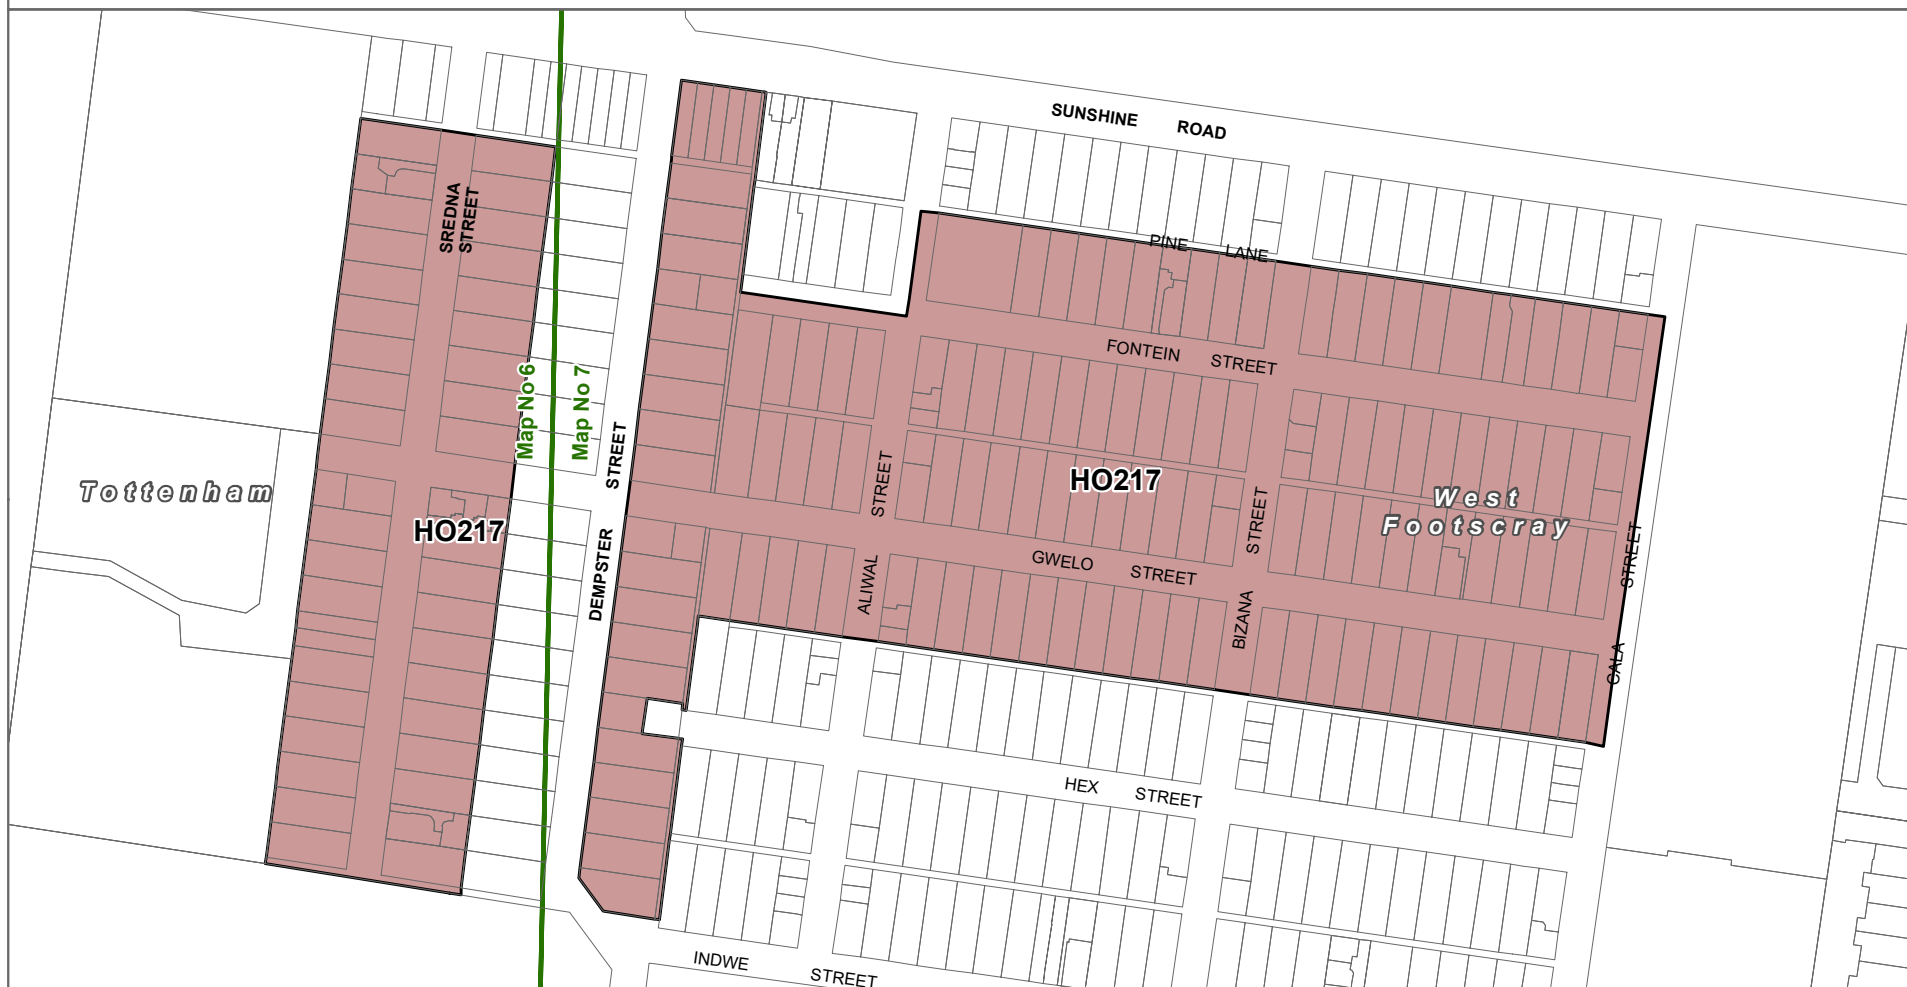 SUNSHINE ROAD
SREDNA
STREET
PINE LANE
FONTEIN STREET
Map No 6
Map No 7
DEMPSTER STREET
Tottenham
HO217
HO217
West
Footscray
ALIWAL STREET
BIZANA STREET
CALA STREET
GWELO STREET
HEX STREET
INDWE STREET